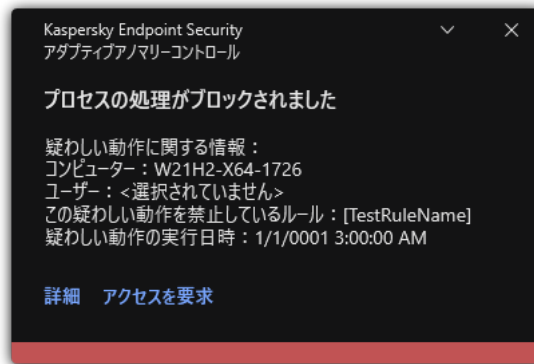 Kaspersky Endpoint Security
アダプティブアノマリーコントロール
プロセスの処理がブロックされました
疑わしい動作に関する情報：
コンピューター：W21H2-X64-1726
ユーザー：<選択されていません>
この疑わしい動作を禁止しているルール：[TestRuleName]
疑わしい動作の実行日時：1/1/0001 3:00:00 AM
詳細 アクセスを要求